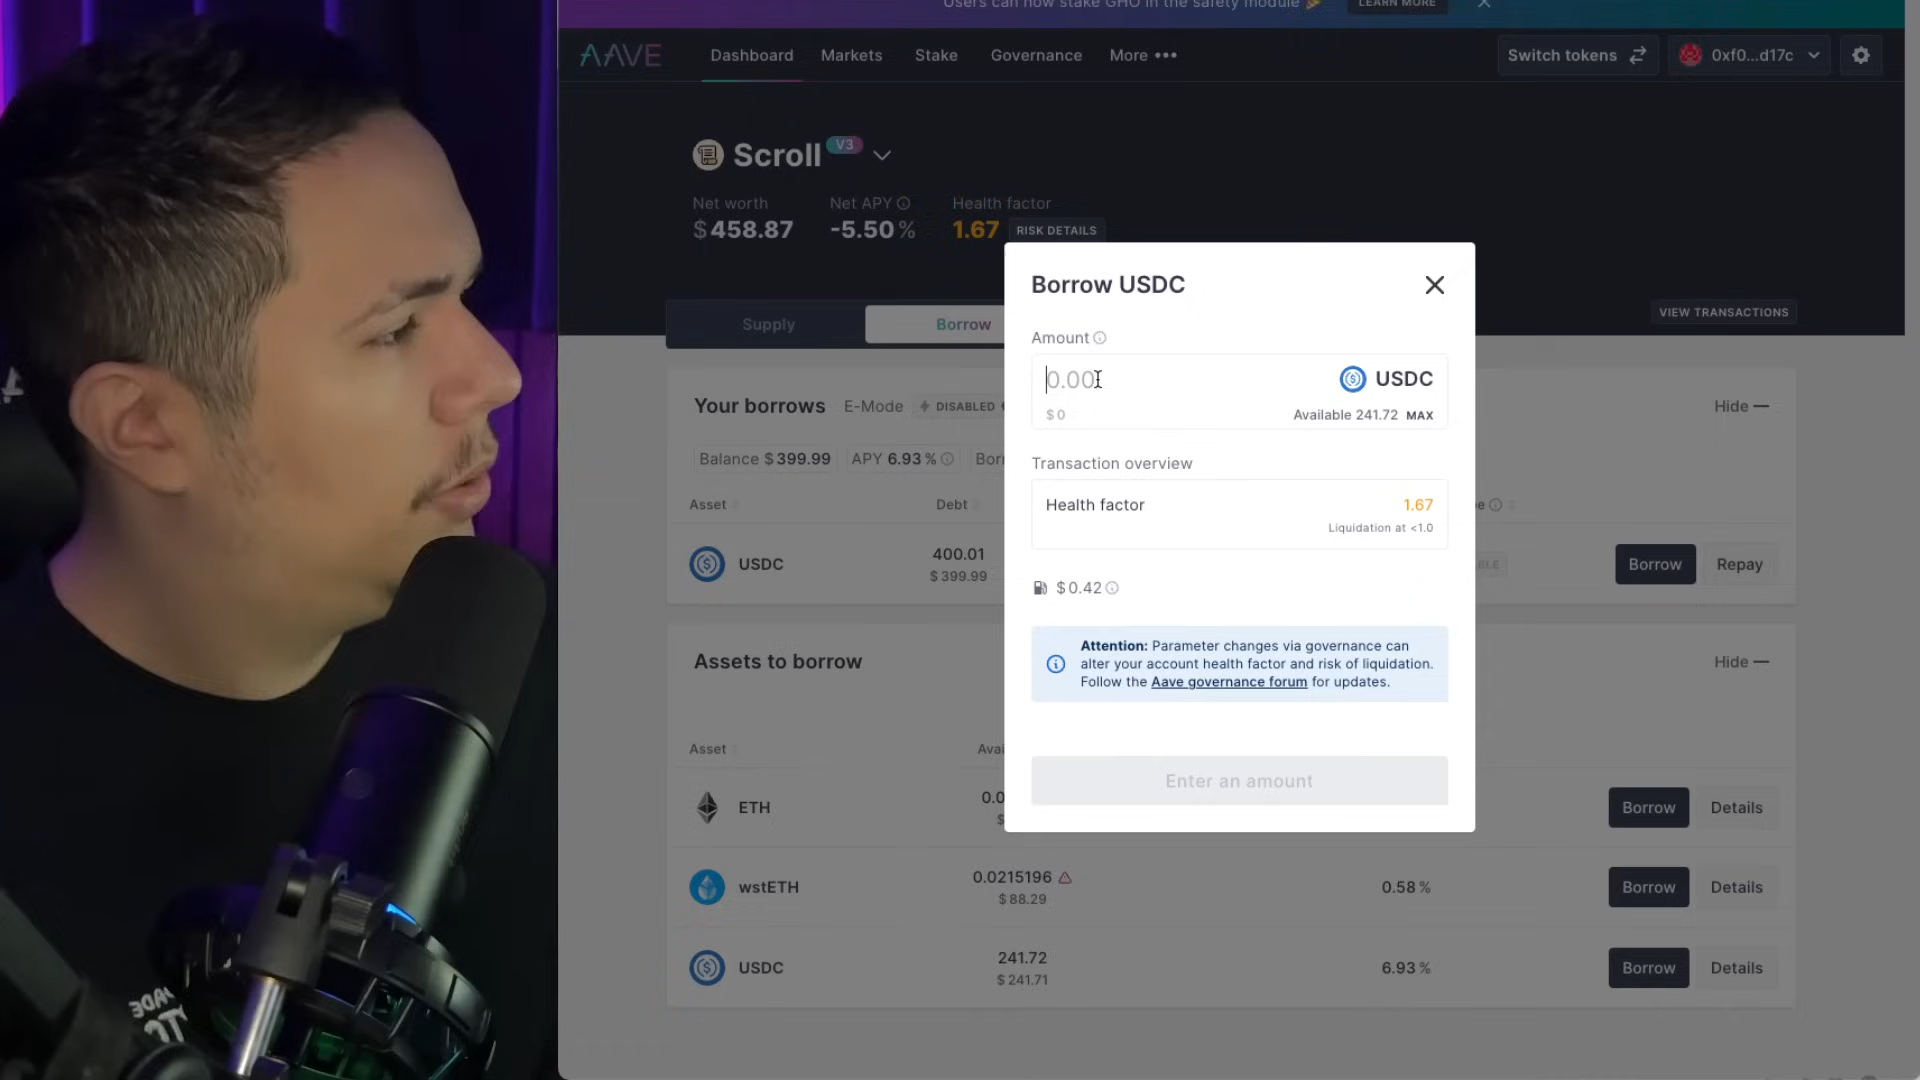 Users can now stake GHO in the safety module
LEARN MORE
AAVE
Dashboard
Markets
Stake
Governance
More
Switch tokens
0xf0...d17c
Scroll
V3
Net worth
Net APY
Health factor
$458.87
-5.50%
1.67
RISK DETAILS
VIEW TRANSACTIONS
Supply
Borrow
Your borrows
E-Mode
DISABLED
Hide
Balance $399.99
APY 6.93%
Asset
Debt
USDC
400.01
$399.99
Borrow
Repay
Borrow USDC
Amount
0.00
USDC
$0
Available 241.72 MAX
Transaction overview
Health factor
1.67
Liquidation at <1.0
$0.42
Attention: Parameter changes via governance can
alter your account health factor and risk of liquidation.
Follow the Aave governance forum for updates.
Enter an amount
Assets to borrow
Hide
Asset
ETH
Borrow
Details
wstETH
0.0215196
$88.29
0.58%
Borrow
Details
USDC
241.72
$241.71
6.93%
Borrow
Details